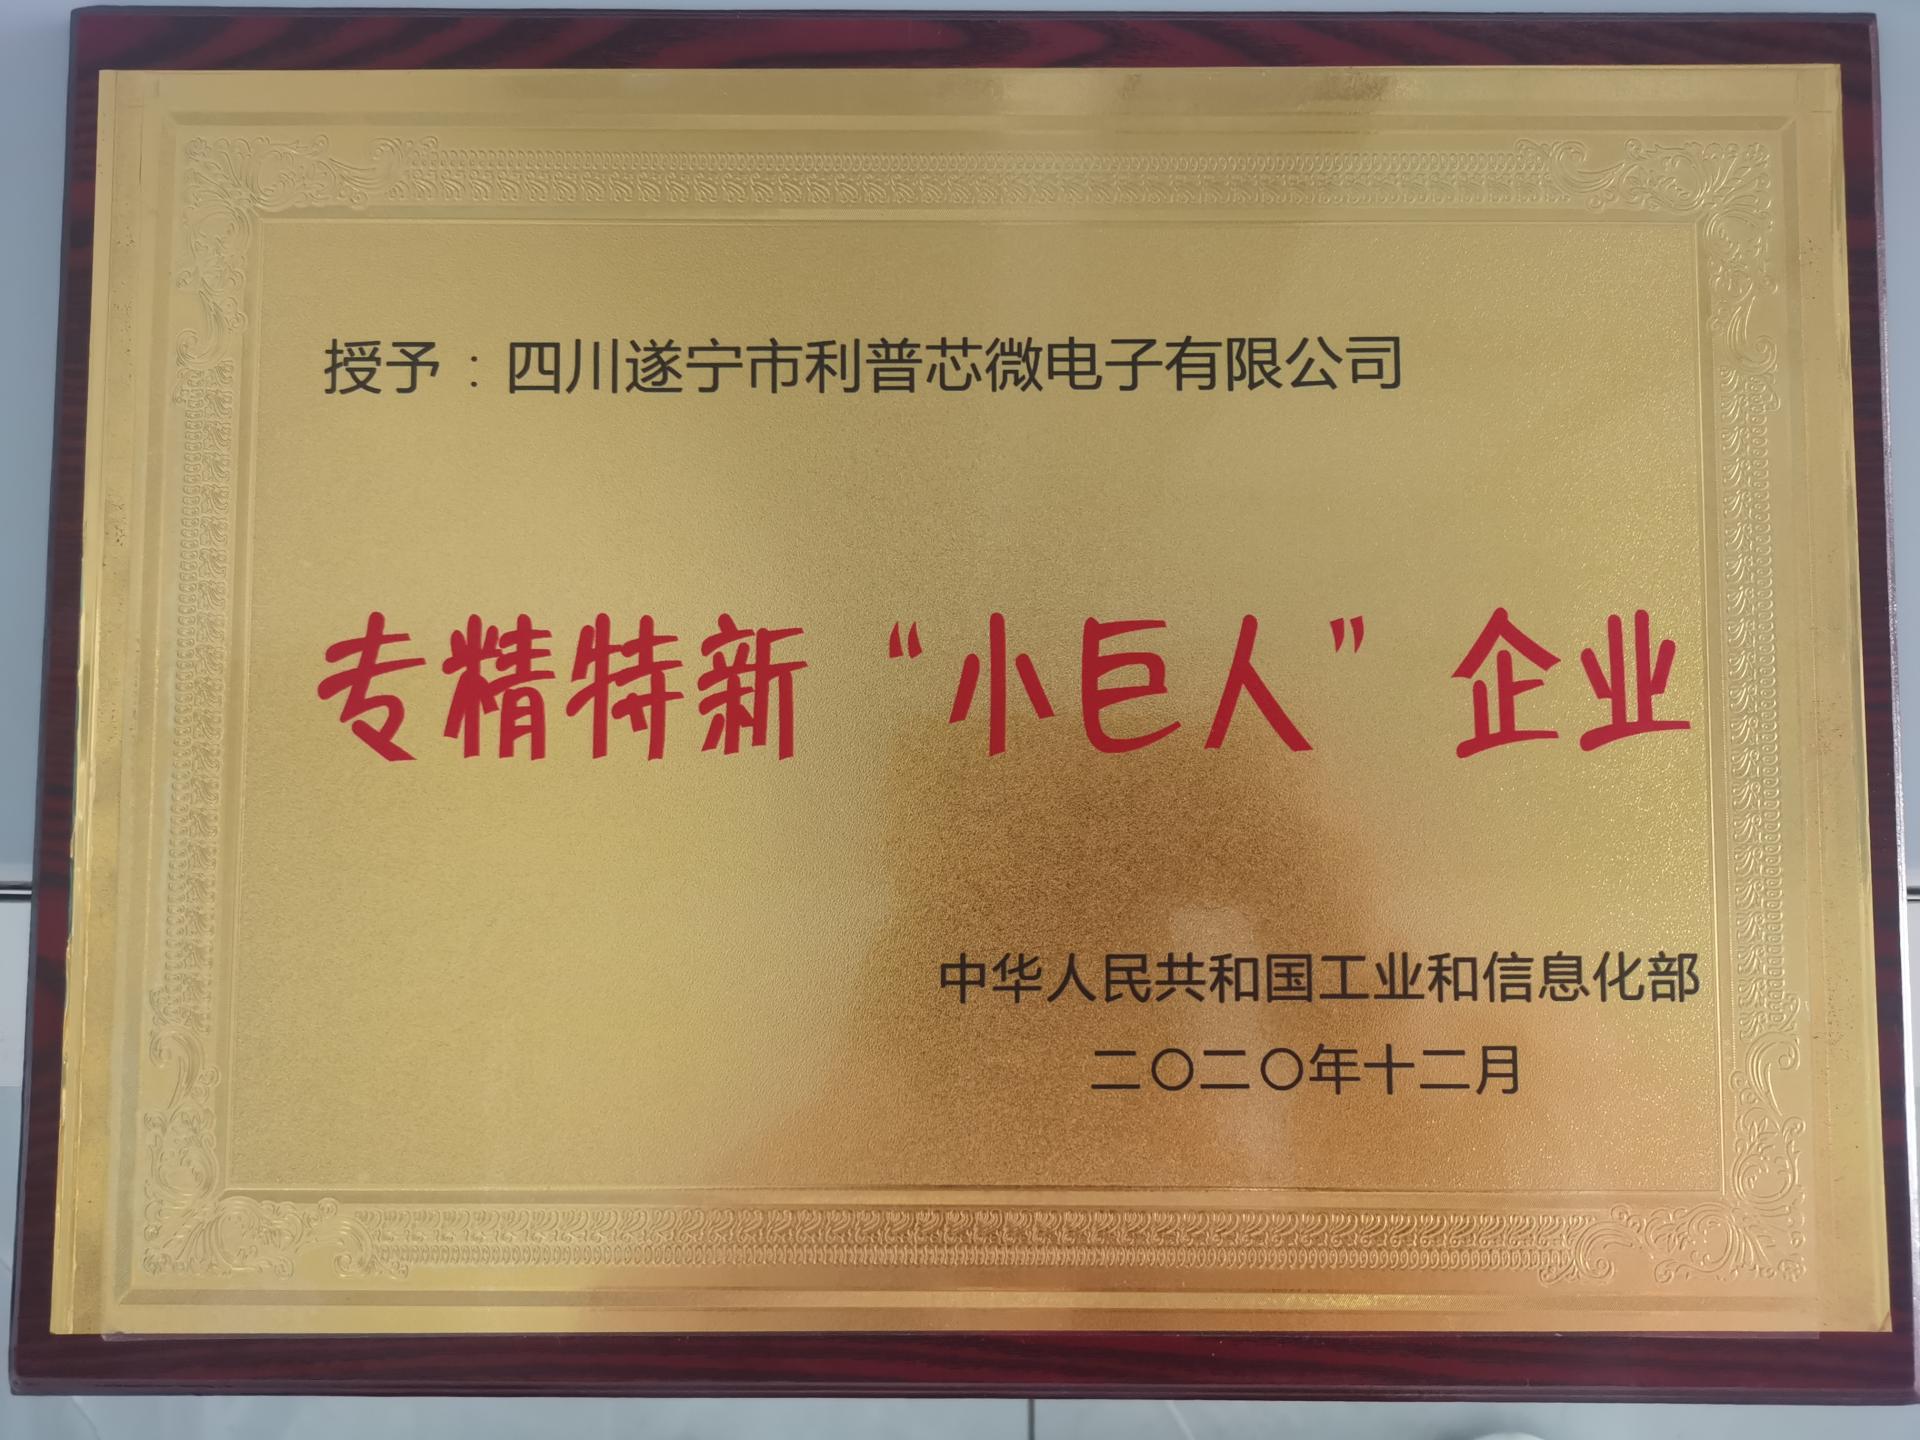 授予：四川遂宁市利普芯微电子有限公司
专精特新“小巨人”企业
中华人民共和国工业和信息化部
二〇二〇年十二月